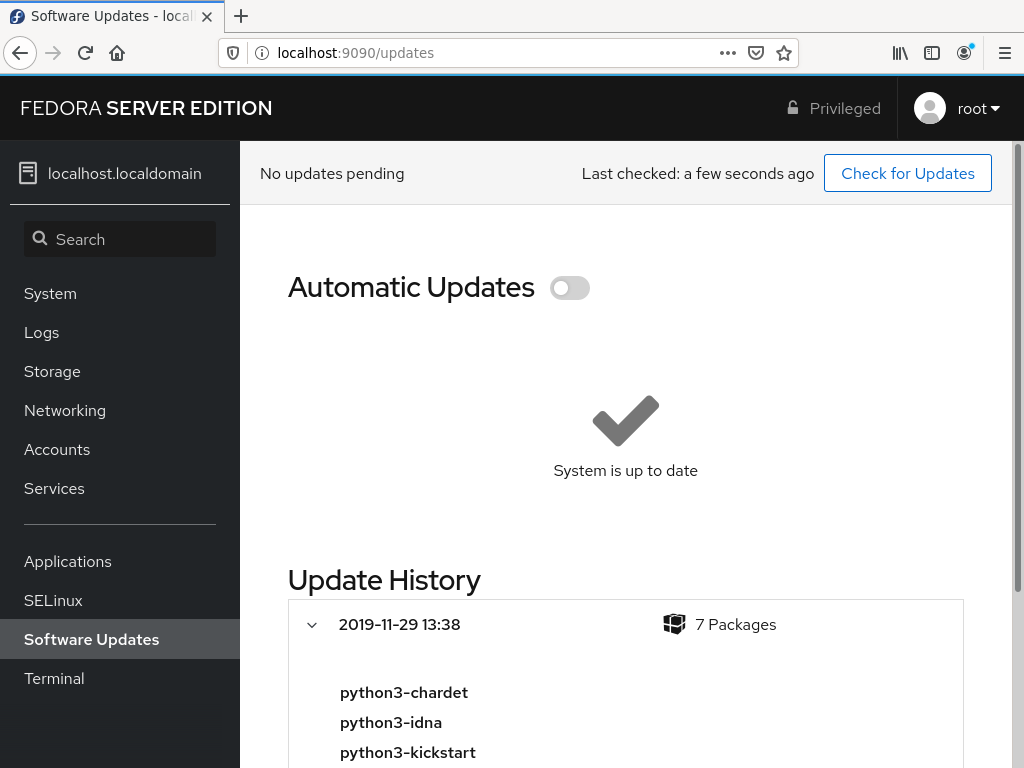 Software Updates - local
localhost:9090/updates
FEDORA SERVER EDITION
Privileged
root
localhost.localdomain
No updates pending
Last checked: a few seconds ago
Check for Updates
Search
System
Logs
Storage
Networking
Accounts
Services
Applications
SELinux
Software Updates
Terminal
Automatic Updates
System is up to date
Update History
2019-11-29 13:38
7 Packages
python3-chardet
python3-idna
python3-kickstart